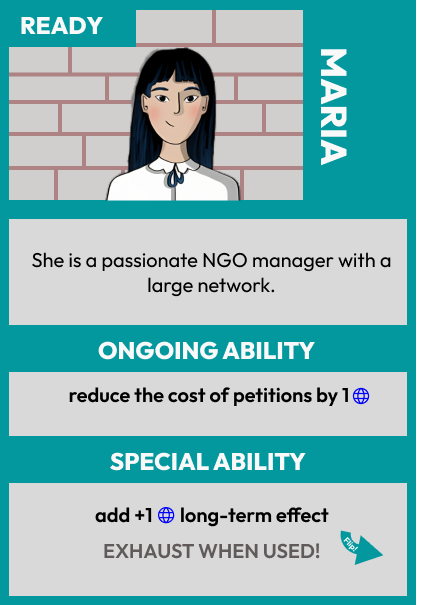 READY
MARIA
She is a passionate NGO manager with a
large network.
ONGOING ABILITY
reduce the cost of petitions by 1
SPECIAL ABILITY
add +1 long-term effect
EXHAUST WHEN USED!
Flip!